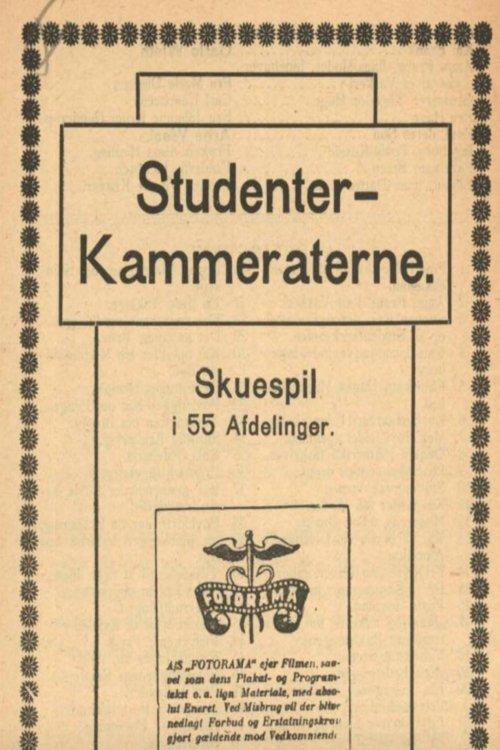 Studenter-
Kammeraterne.
Skuespil
i 55 Afdelinger.
FOTORAMA
A/S „FOTORAMA“ ejer Filmen, saa-
vel som dens Plakat- og Program-
tekst o. a. lign. Materiale, med abso-
lut Eneret. Ved Misbrug vil der blive
nedlagt Forbud og Erstatningskrav
gjort gældende mod Vedkommende